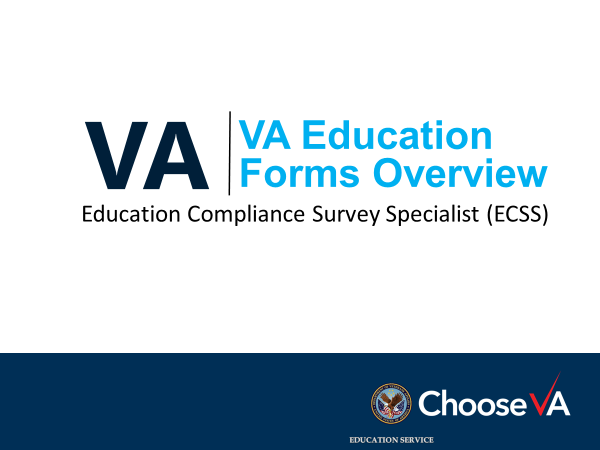 VA
VA Education
Forms Overview
Education Compliance Survey Specialist (ECSS)
Choose VA
EDUCATION SERVICE